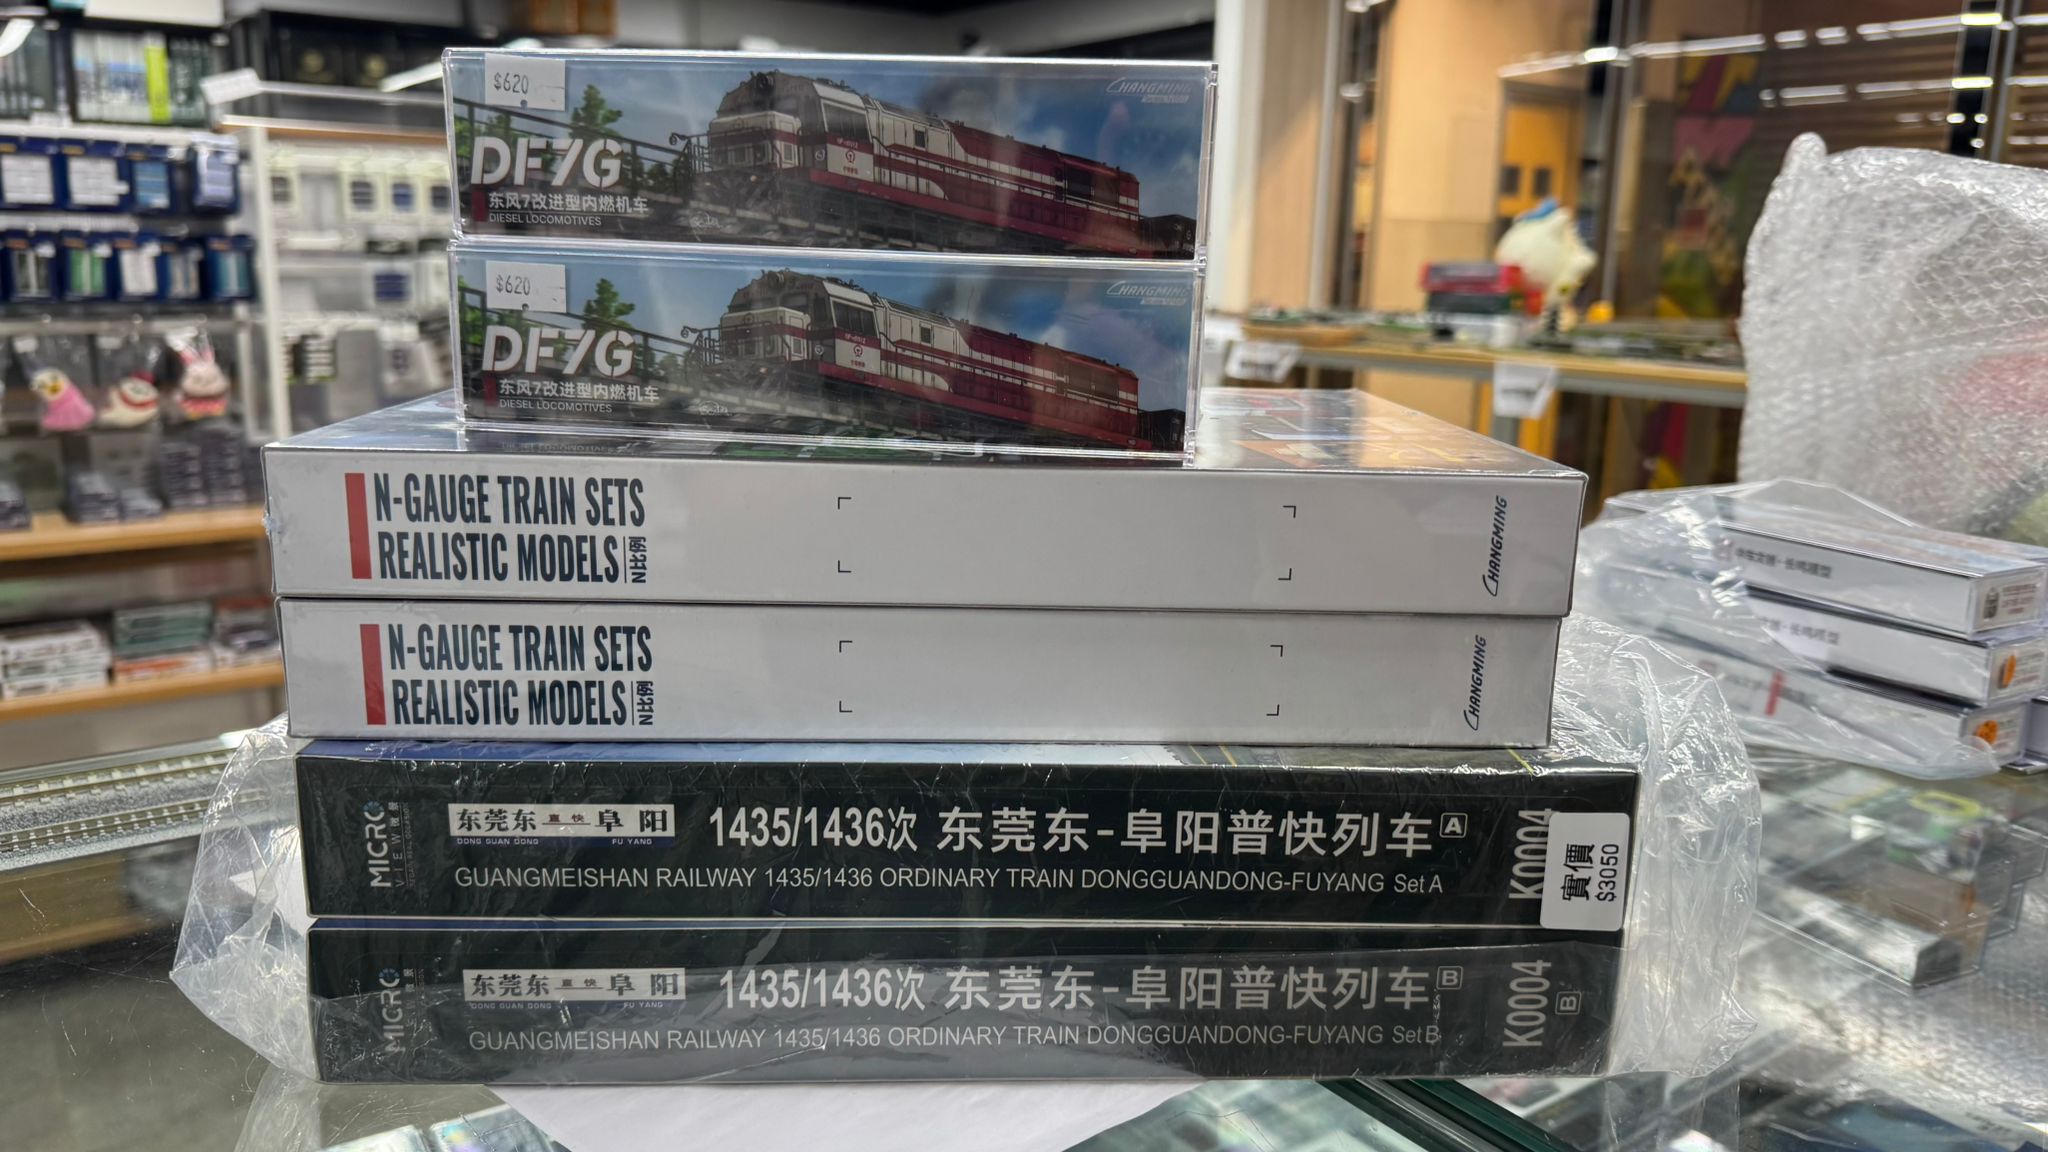 $620
CHANGMING
DF7G
东风7改进型内燃机车
DIESEL LOCOMOTIVES
$620
CHANGMING
DF7G
东风7改进型内燃机车
DIESEL LOCOMOTIVES
N-GAUGE TRAIN SETS
REALISTIC MODELS
N比例
CHANGMING
N-GAUGE TRAIN SETS
REALISTIC MODELS
N比例
CHANGMING
MICRO
VIEW 微景
东莞东 直快 阜阳
DONG GUAN DONG FU YANG
1435/1436次 东莞东-阜阳普快列车 A
GUANGMEISHAN RAILWAY 1435/1436 ORDINARY TRAIN DONGGUANDONG-FUYANG Set A
K0004
實價
$3050
MICRO
东莞东 直快 阜阳
DONG GUAN DONG FU YANG
1435/1436次 东莞东-阜阳普快列车 B
GUANGMEISHAN RAILWAY 1435/1436 ORDINARY TRAIN DONGGUANDONG-FUYANG Set B
K0004 B